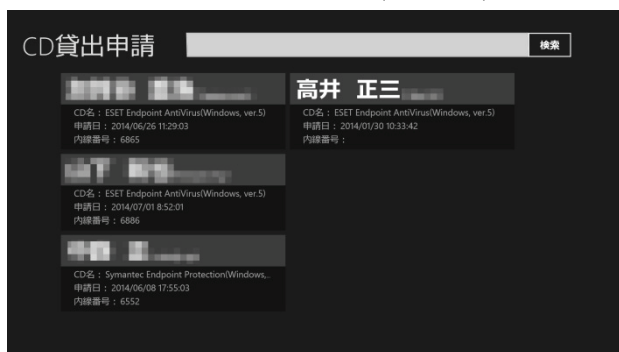 CD貸出申請
検索
CD名： ESET Endpoint AntiVirus(Windows, ver.5)
申請日： 2014/06/26 11:29:03
内線番号： 6865
CD名： ESET Endpoint AntiVirus(Windows, ver.5)
申請日： 2014/07/01 8:52:01
内線番号： 6886
CD名： Symantec Endpoint Protection(Windows,..
申請日： 2014/06/08 17:55:03
内線番号： 6552
高井 正三
CD名： ESET Endpoint AntiVirus(Windows, ver.5)
申請日： 2014/01/30 10:33:42
内線番号：